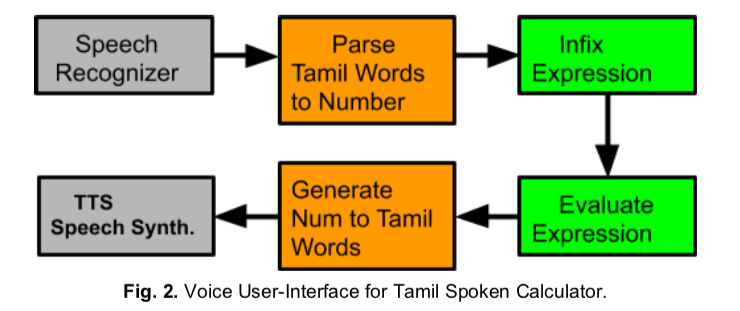 Speech
Recognizer
Parse
Tamil Words
to Number
Infix
Expression
TTS
Speech Synth.
Generate
Num to Tamil
Words
Evaluate
Expression
Fig. 2. Voice User-Interface for Tamil Spoken Calculator.